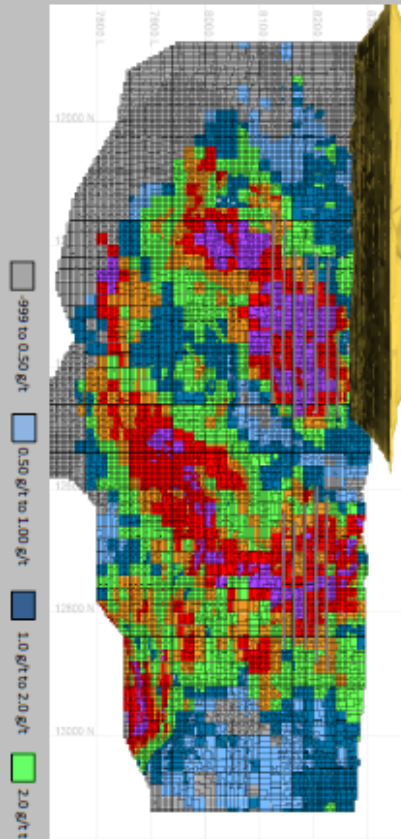 7800 L
8000 L
8100 L
8200 L
12000 N
12800 N
13000 N
-999 to 0.50 g/t
0.50 g/t to 1.00 g/t
1.0 g/t to 2.0 g/t
2.0 g/t t